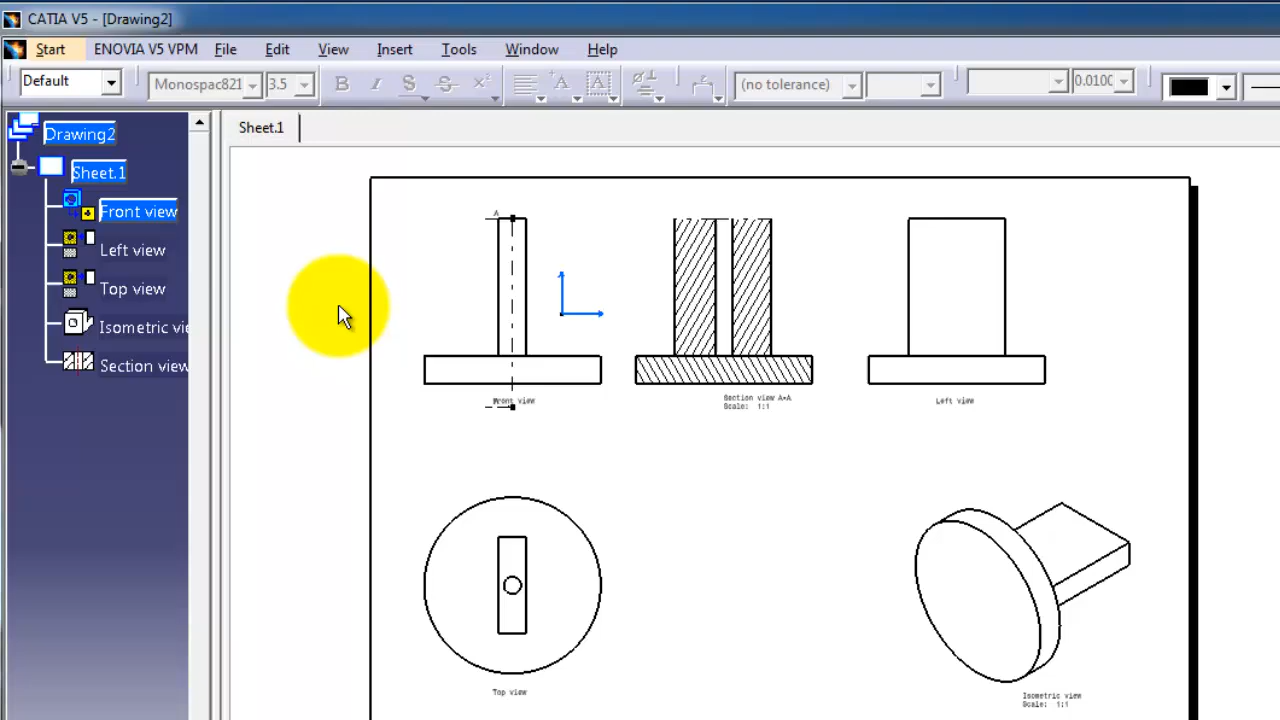 CATIA V5 - [Drawing2]
Start ENOVIA V5 VPM File Edit View Insert Tools Window Help
Default Monospac821 3.5 B I S S (no tolerance) 0.0100
Drawing2
Sheet.1
Front view
Left view
Top view
Isometric vie
Section view
Sheet.1
A
Front view
Section view A-A
Scale: 1:1
Left view
Top view
Isometric view
Scale: 1:1